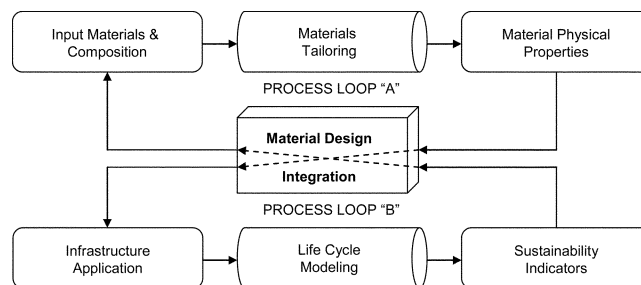 Input Materials &
Composition
Materials
Tailoring
Material Physical
Properties
PROCESS LOOP “A”
Material Design
Integration
PROCESS LOOP “B”
Infrastructure
Application
Life Cycle
Modeling
Sustainability
Indicators